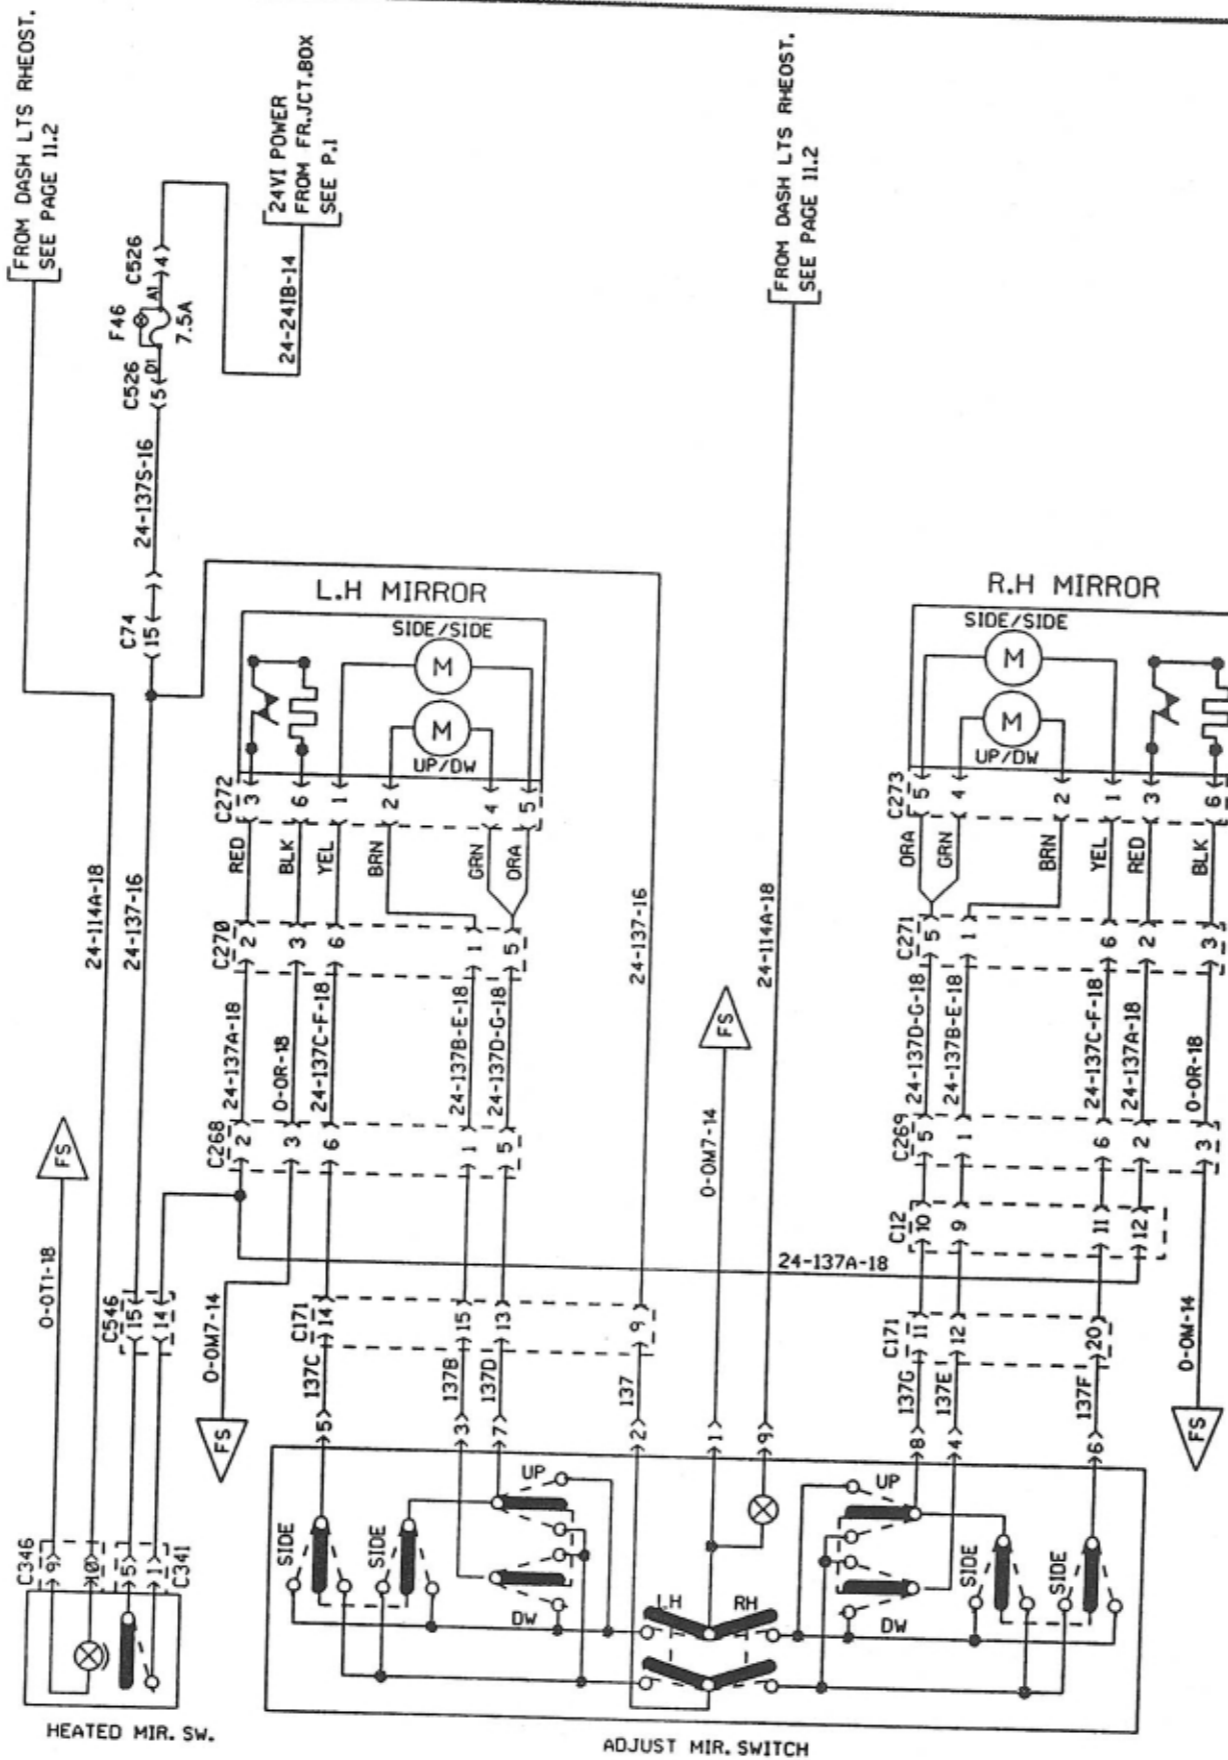 FROM DASH LTS RHEOST.
SEE PAGE 11.2
24VI POWER
FROM FR.JCT.BOX
SEE P.1
24-24IB-14
C526
4
A1
F46
7.5A
D1
C526
5
24-137S-16
C74
15
FROM DASH LTS RHEOST.
SEE PAGE 11.2
L.H MIRROR
SIDE/SIDE
M
M
UP/DW
R.H MIRROR
SIDE/SIDE
M
M
UP/DW
C272
3
6
1
2
4
5
C273
5
4
2
1
3
6
RED
BLK
YEL
BRN
GRN
ORA
ORA
GRN
BRN
YEL
RED
BLK
24-114A-18
24-137-16
24-137-16
24-114A-18
C270
2
3
6
1
5
C271
5
1
6
2
3
24-137A-18
0-0R-18
24-137C-F-18
24-137B-E-18
24-137D-G-18
FS
24-137D-G-18
24-137B-E-18
24-137C-F-18
24-137A-18
0-0R-18
FS
C268
2
3
6
1
5
0-0M7-14
C269
5
1
6
2
3
C12
10
9
11
12
24-137A-18
0-0T1-18
C546
15
14
0-0M7-14
C171
14
15
13
9
C171
11
12
20
0-0M-14
137C
137B
137D
137
137G
137E
137F
FS
FS
5
3
7
2
1
9
8
4
6
C346
9
10
5
1
C341
SIDE
SIDE
UP
DW
LH
RH
UP
DW
SIDE
SIDE
HEATED MIR. SW.
ADJUST MIR. SWITCH